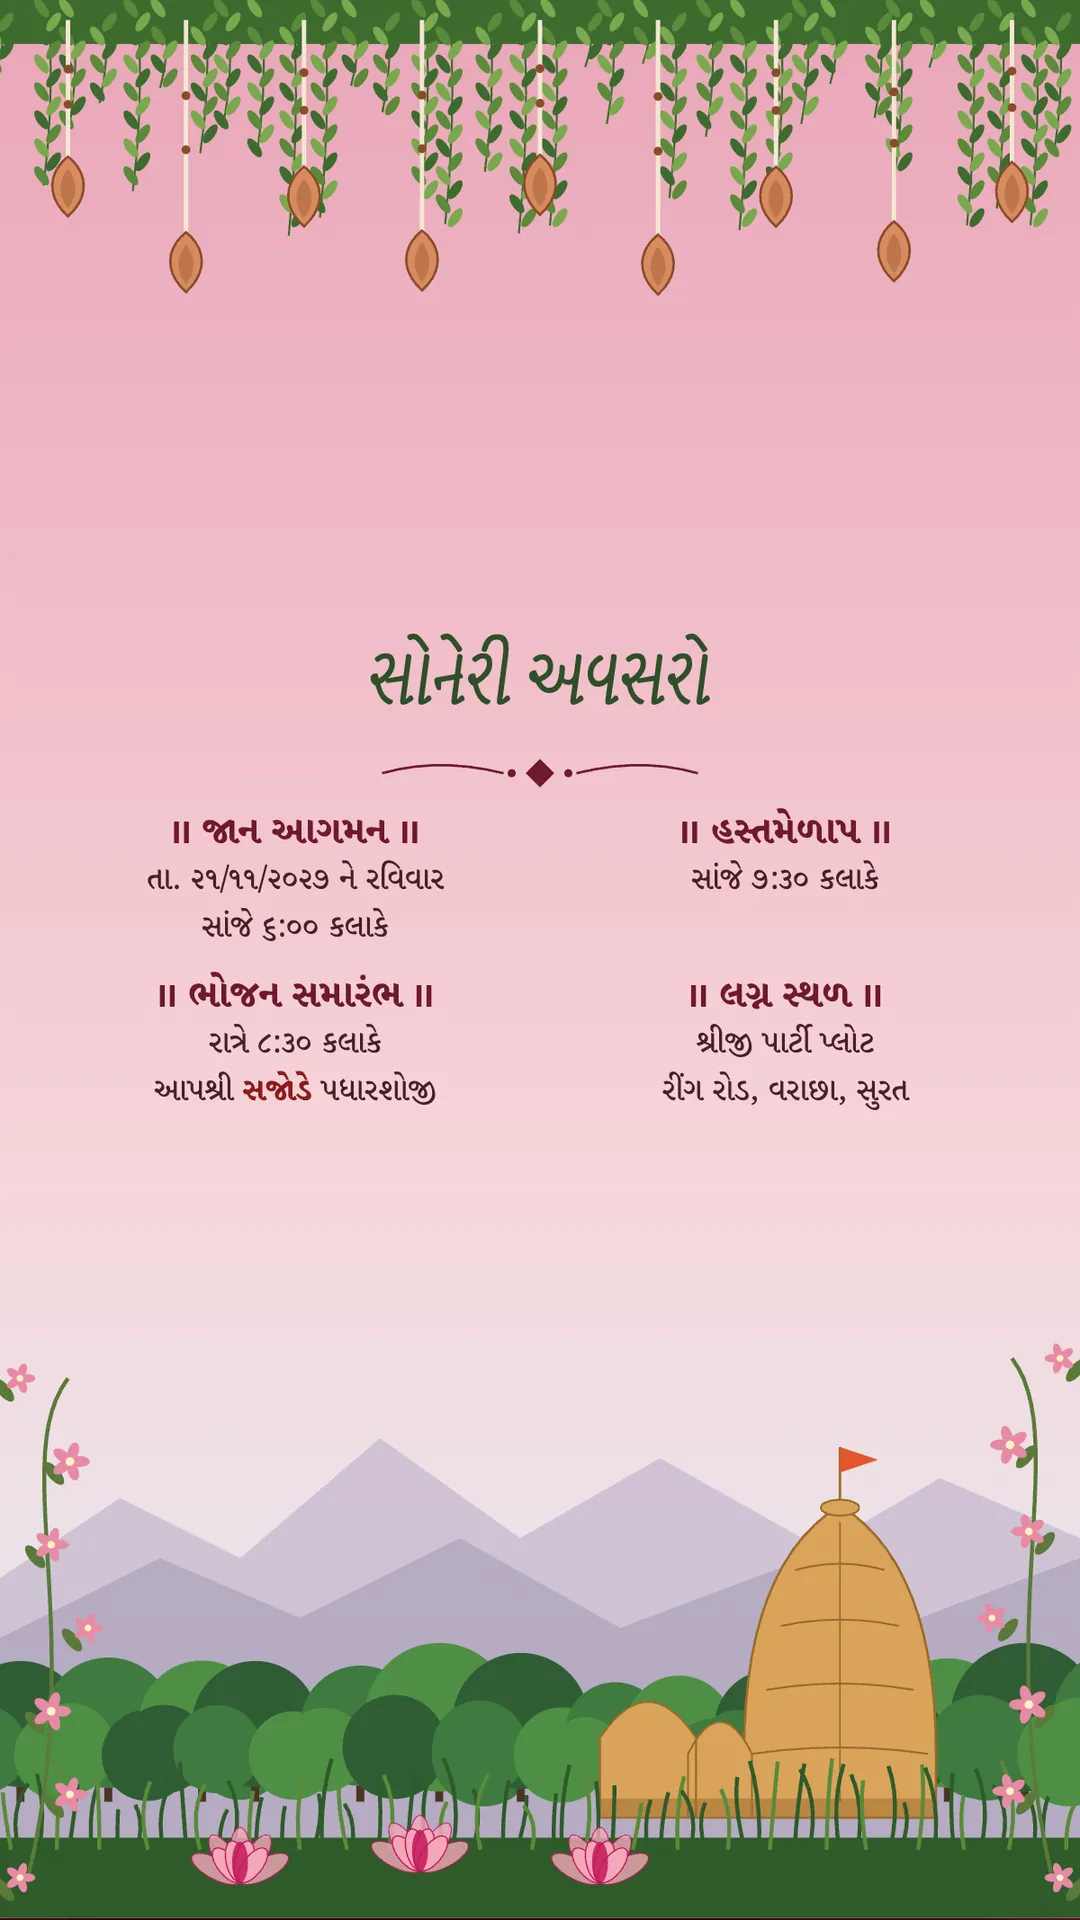 સોનેરી અવસરો
॥ જાન આગમન ॥
તા. ૨૧/૧૧/૨૦૨૭ ને રવિવાર
સાંજે ૬:૦૦ કલાકે
॥ હસ્તમેળાપ ॥
સાંજે ૭:૩૦ કલાકે
॥ ભોજન સમારંભ ॥
રાત્રે ૮:૩૦ કલાકે
આપશ્રી સજોડે પધારશોજી
॥ લગ્ન સ્થળ ॥
શ્રીજી પાર્ટી પ્લોટ
રીંગ રોડ, વરાછા, સુરત